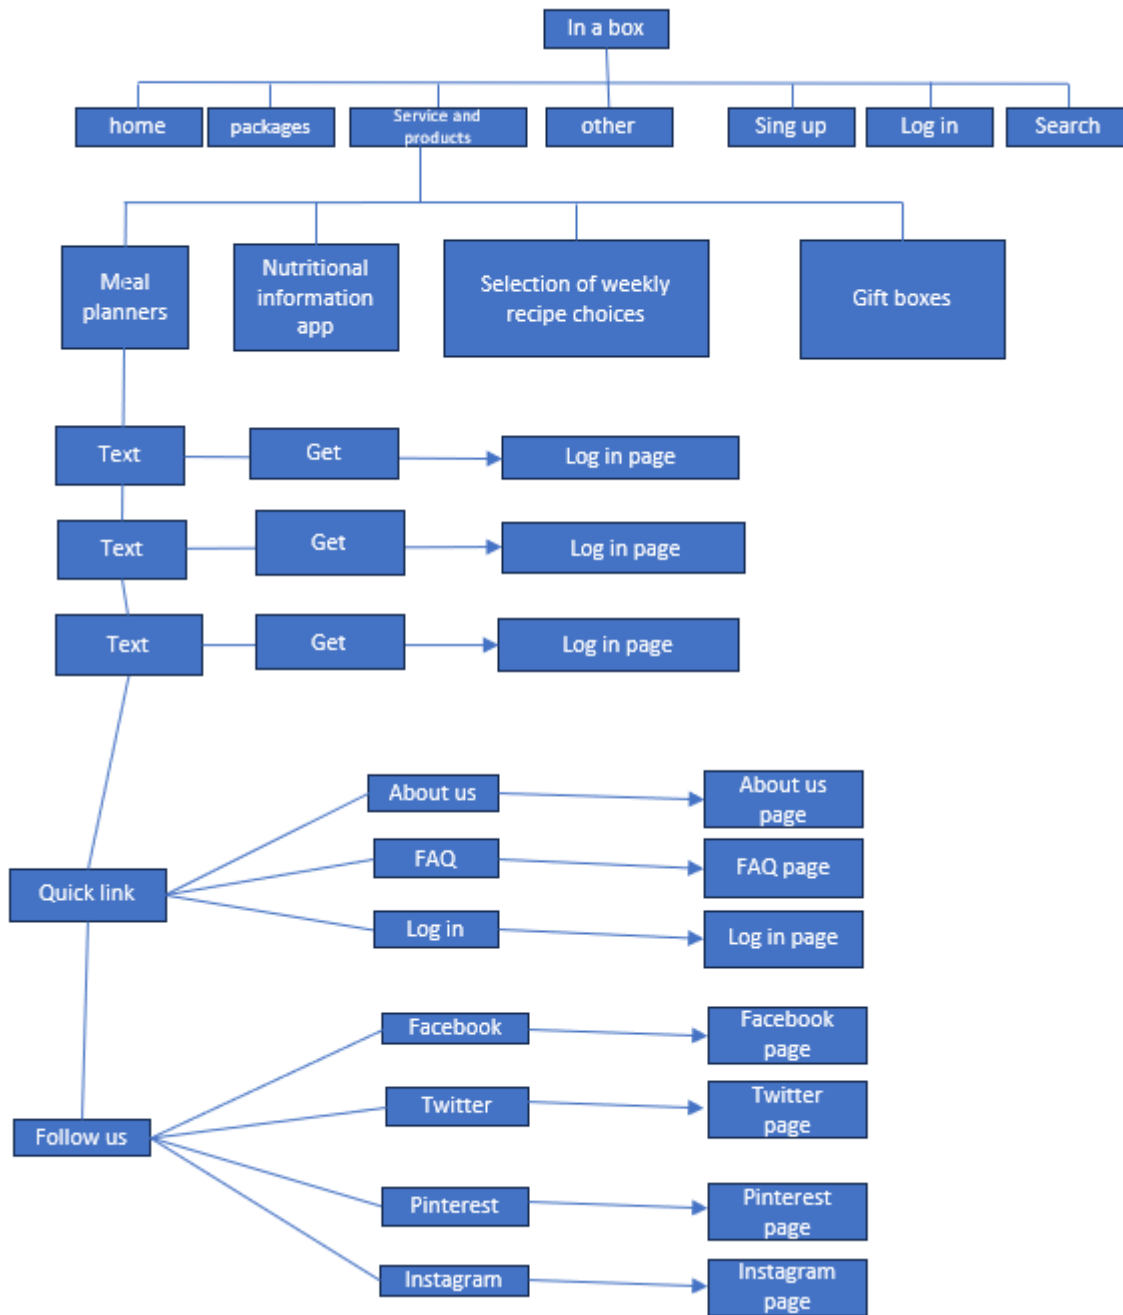 In a box
home
packages
Service and
products
other
Sing up
Log in
Search
Meal
planners
Nutritional
information
app
Selection of weekly
recipe choices
Gift boxes
Text
Get
Log in page
Text
Get
Log in page
Text
Get
Log in page
About us
About us
page
FAQ
FAQ page
Quick link
Log in
Log in page
Facebook
Facebook
page
Twitter
Twitter
page
Follow us
Pinterest
Pinterest
page
Instagram
Instagram
page